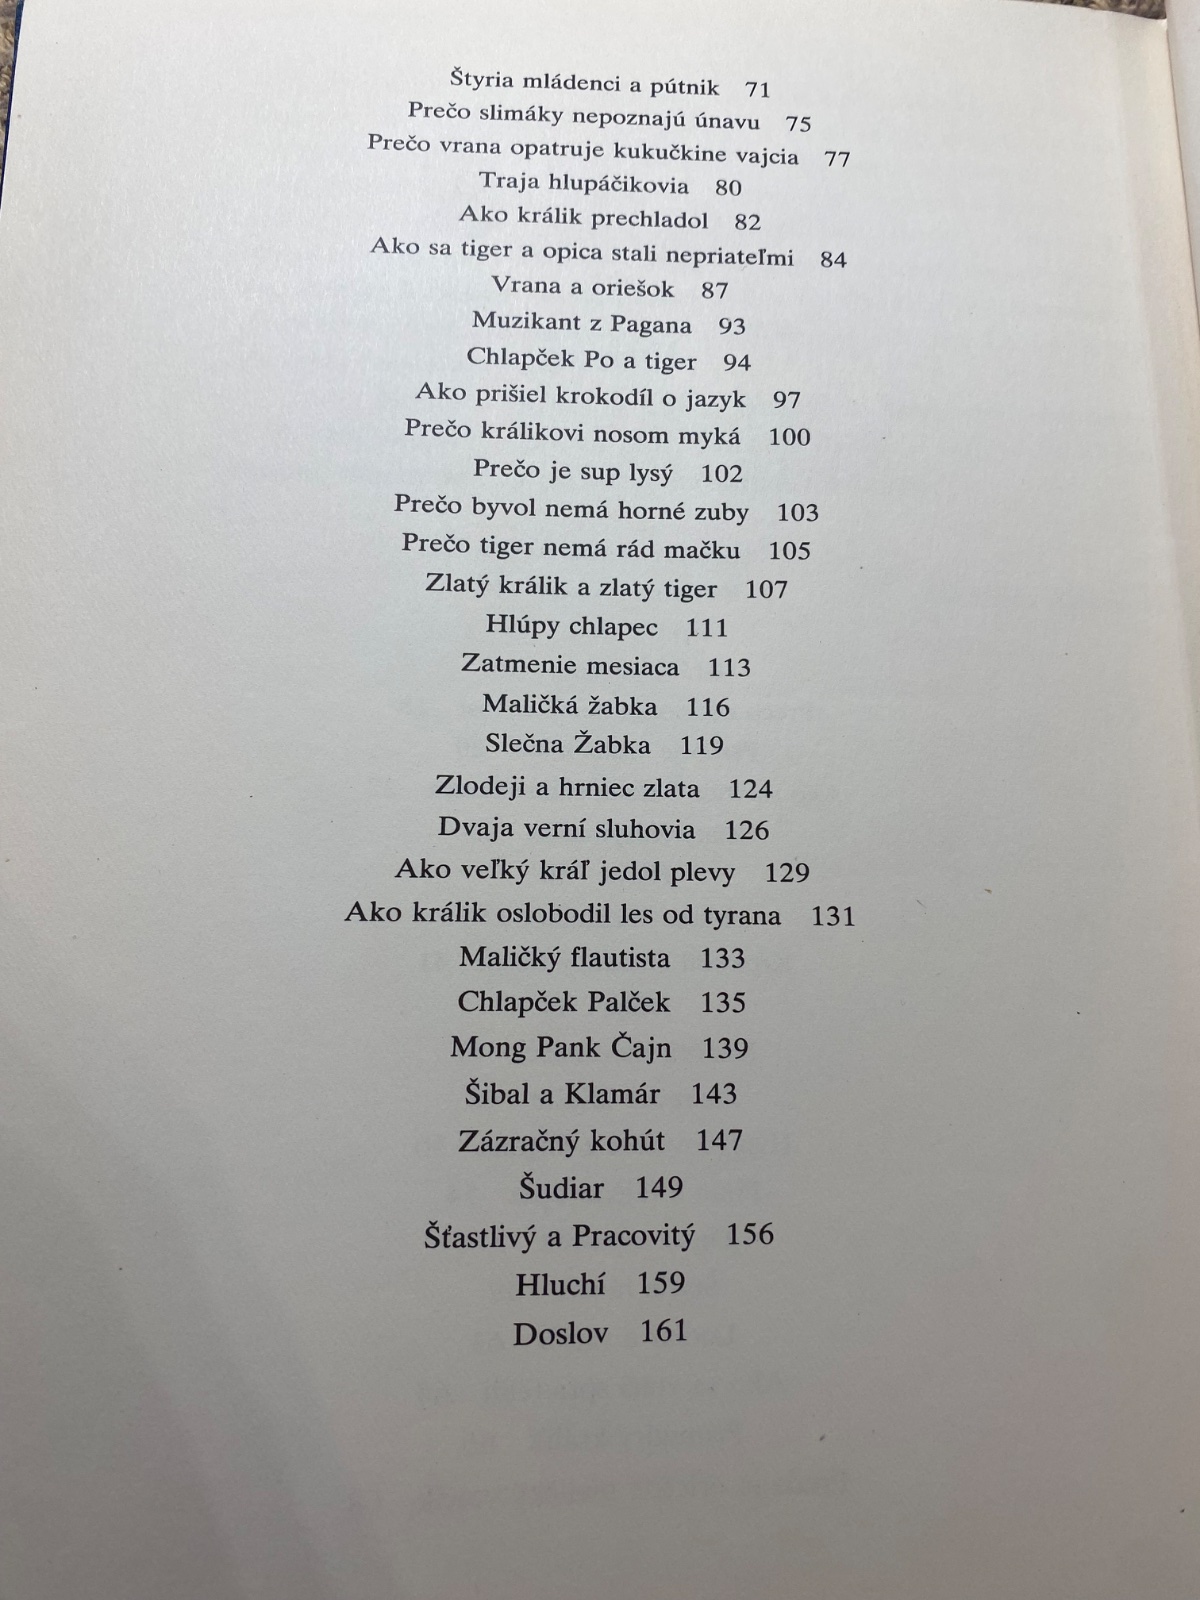 Štyria mládenci a pútnik 71
Prečo slimáky nepoznajú únavu 75
Prečo vrana opatruje kukučkine vajcia 77
Traja hlupáčikovia 80
Ako králik prechladol 82
Ako sa tiger a opica stali nepriateľmi 84
Vrana a oriešok 87
Muzikant z Pagana 93
Chlapček Po a tiger 94
Ako prišiel krokodíl o jazyk 97
Prečo králikovi nosom myká 100
Prečo je sup lysý 102
Prečo byvol nemá horné zuby 103
Prečo tiger nemá rád mačku 105
Zlatý králik a zlatý tiger 107
Hlúpy chlapec 111
Zatmenie mesiaca 113
Maličká žabka 116
Slečna Žabka 119
Zlodeji a hrniec zlata 124
Dvaja verní sluhovia 126
Ako veľký kráľ jedol plevy 129
Ako králik oslobodil les od tyrana 131
Maličký flautista 133
Chlapček Palček 135
Mong Pank Čajn 139
Šibal a Klamár 143
Zázračný kohút 147
Šudiar 149
Šťastlivý a Pracovitý 156
Hluchí 159
Doslov 161